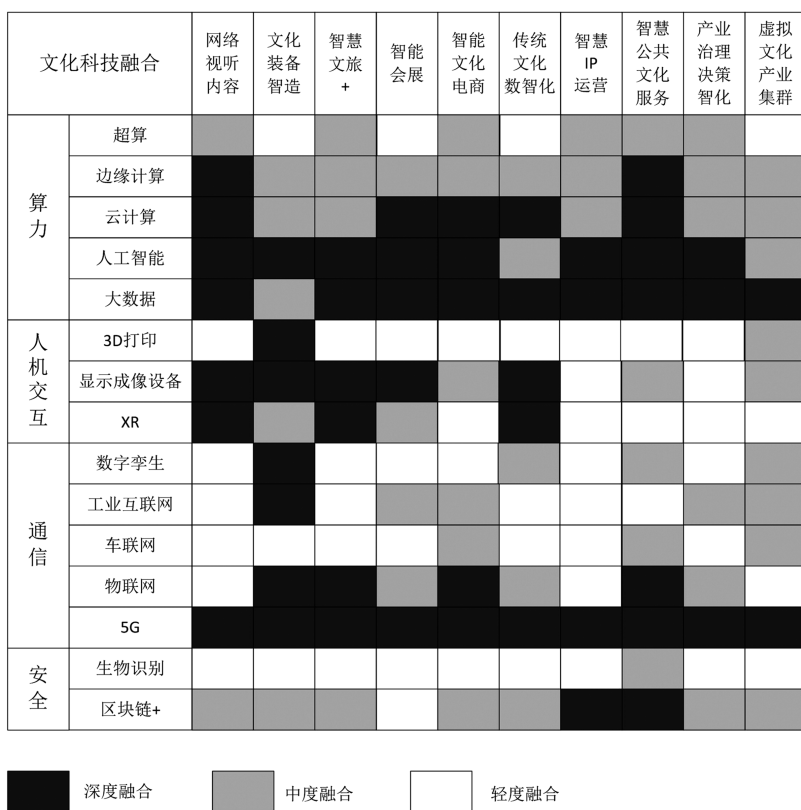 文化科技融合
网络
视听
内容
文化
装备
智造
智慧
文旅
+
智能
会展
智能
文化
电商
传统
文化
数智化
智慧
IP
运营
智慧
公共
文化
服务
产业
治理
决策
智化
虚拟
文化
产业
集群
算
力
超算
边缘计算
云计算
人工智能
大数据
人
机
交
互
3D打印
显示成像设备
XR
通
信
数字孪生
工业互联网
车联网
物联网
5G
安
全
生物识别
区块链+
深度融合
中度融合
轻度融合